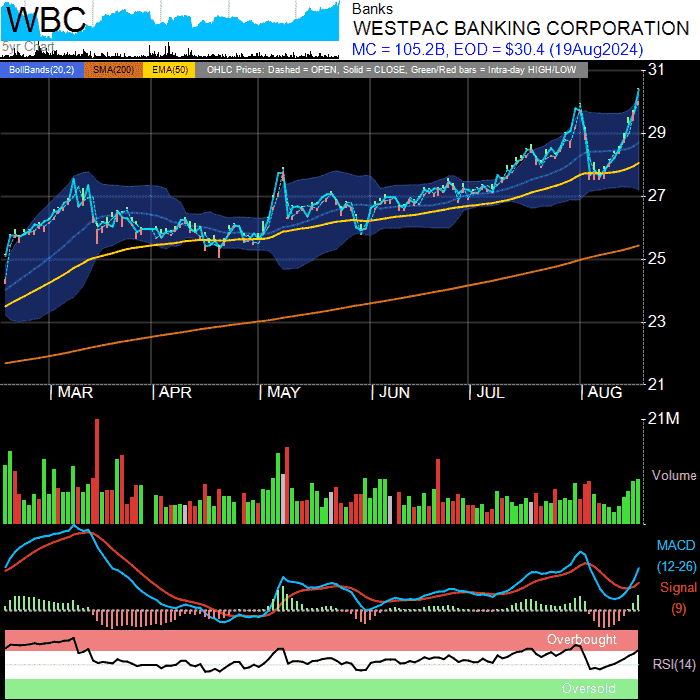 WBC
5yr Chart
Banks
WESTPAC BANKING CORPORATION
MC = 105.2B, EOD = $30.4 (19Aug2024)
BollBands(20,2) SMA(200) EMA(50) OHLC Prices: Dashed = OPEN, Solid = CLOSE, Green/Red bars = Intra-day HIGH/LOW
31
29
27
25
23
21
MAR APR MAY JUN JUL AUG
21M
Volume
MACD
(12-26)
Signal
(9)
Overbought
RSI(14)
Oversold